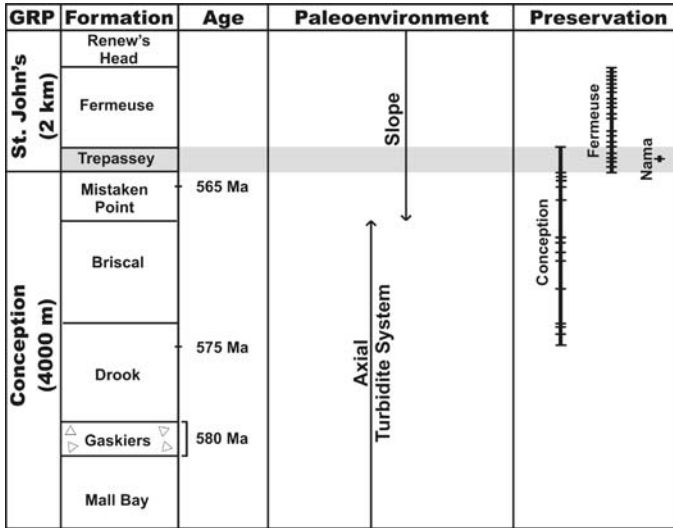 GRP Formation Age Paleoenvironment Preservation
St. John's
(2 km)
Renew's
Head
Fermeuse
Trepassey
Conception
(4000 m)
Mistaken
Point
Briscal
Drook
Gaskiers
Mall Bay
565 Ma
575 Ma
580 Ma
Slope
Axial
Turbidite System
Conception
Fermeuse
Nama